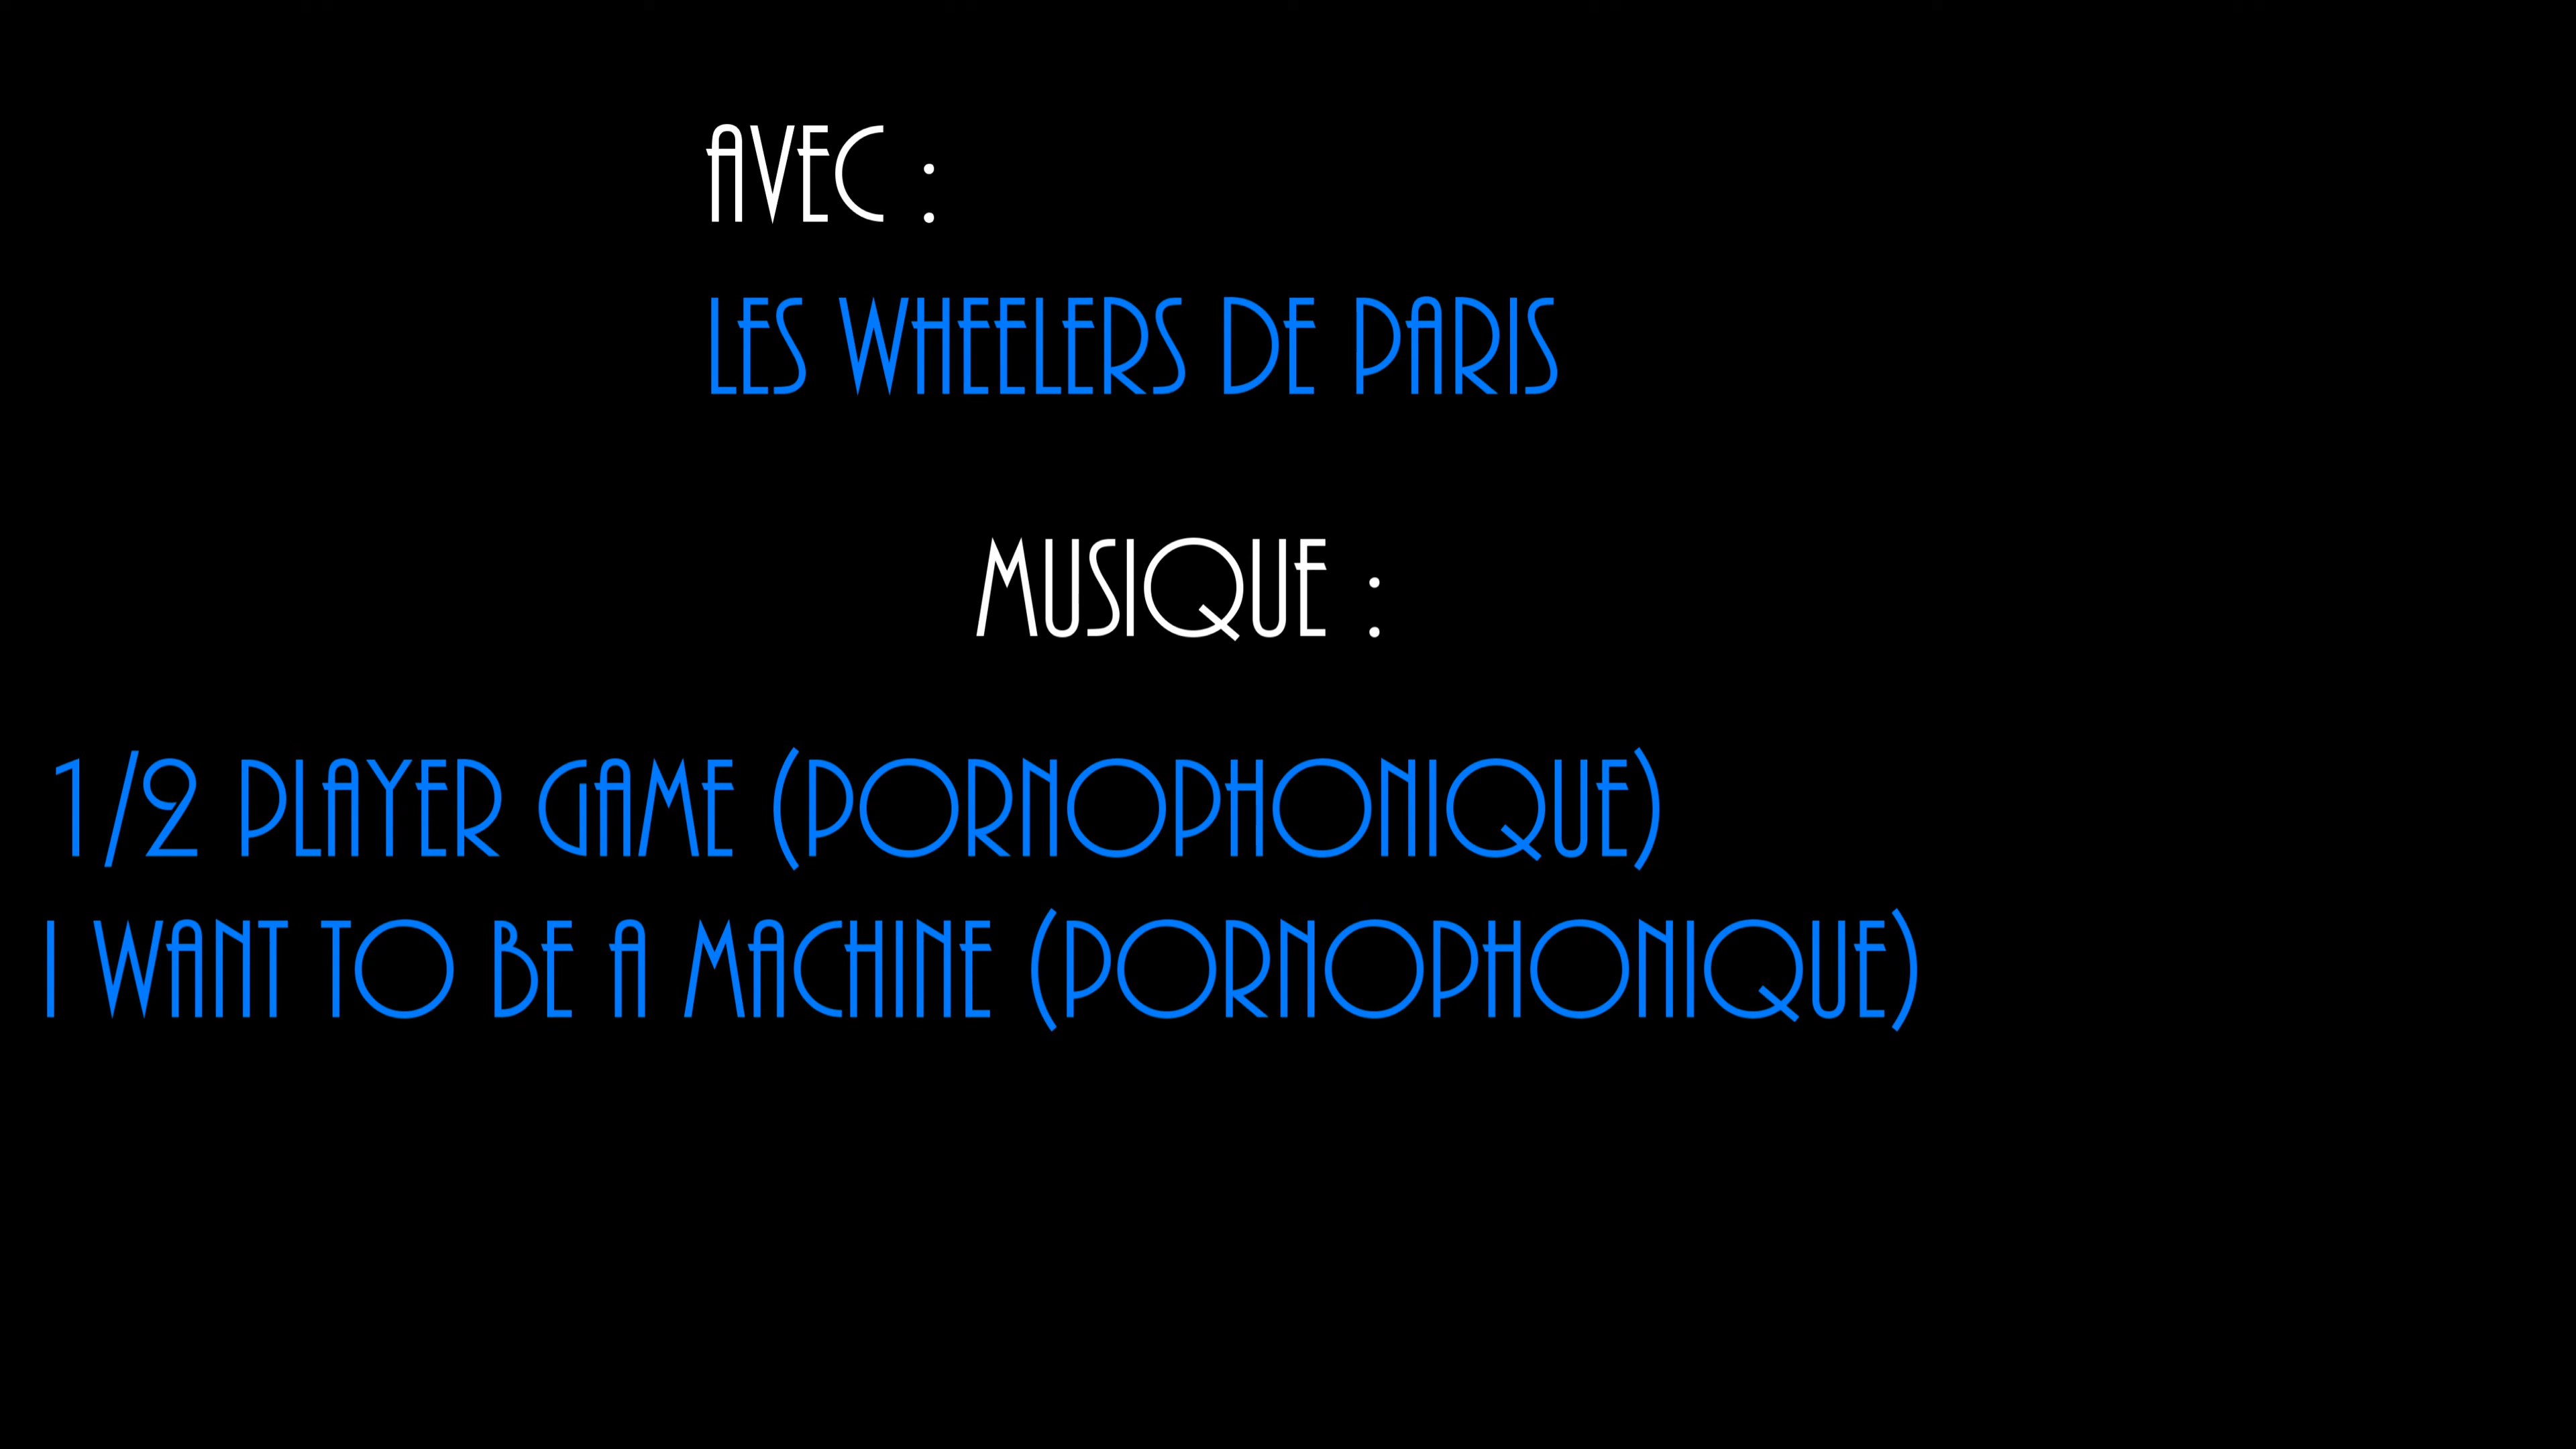 AVEC :
LES WHEELERS DE PARIS
MUSIQUE :
1/2 PLAYER GAME (PORNOPHONIQUE)
I WANT TO BE A MACHINE (PORNOPHONIQUE)